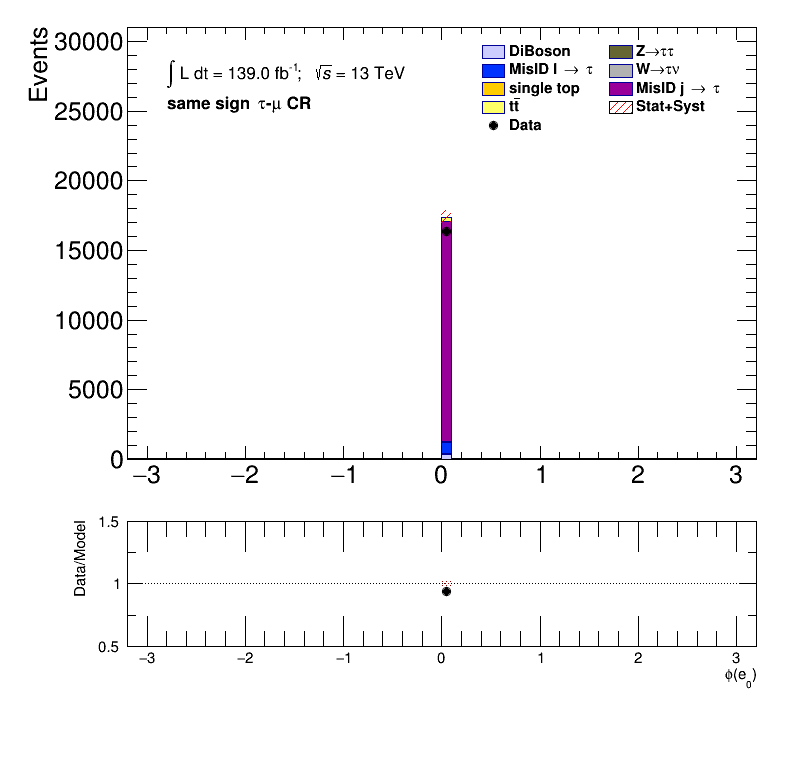 Events
30000
25000
20000
15000
10000
5000
0
∫ L dt = 139.0 fb⁻¹; √s = 13 TeV
same sign τ-μ CR
DiBoson
MisID l → τ
single top
tt̄
Data
Z→ττ
W→τν
MisID j → τ
Stat+Syst
−3 −2 −1 0 1 2 3
Data/Model
1.5
1
0.5
−3 −2 −1 0 1 2 3
ϕ(e₀)